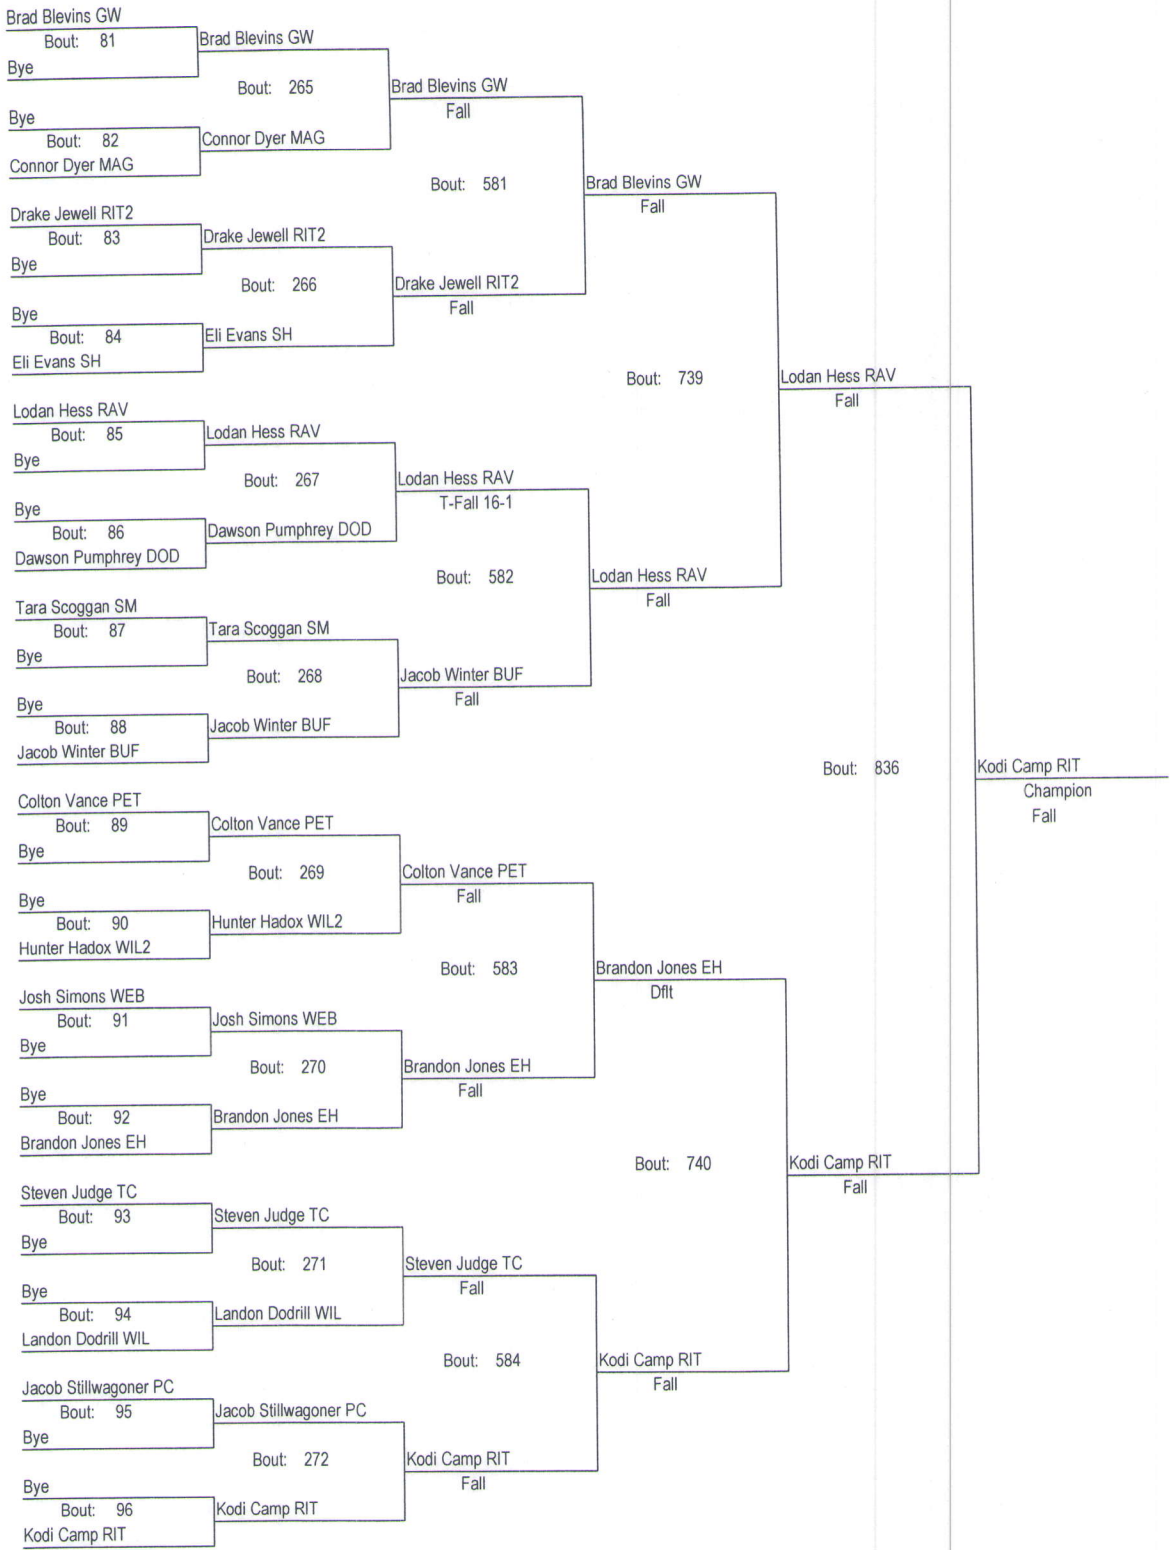 Brad Blevins GW
Bout: 81
Brad Blevins GW
Bye
Bout: 265
Brad Blevins GW
Fall
Bye
Bout: 82
Connor Dyer MAG
Connor Dyer MAG
Bout: 581
Brad Blevins GW
Fall
Drake Jewell RIT2
Bout: 83
Drake Jewell RIT2
Bye
Bout: 266
Drake Jewell RIT2
Fall
Bye
Bout: 84
Eli Evans SH
Eli Evans SH
Bout: 739
Lodan Hess RAV
Fall
Lodan Hess RAV
Bout: 85
Lodan Hess RAV
Bye
Bout: 267
Lodan Hess RAV
T-Fall 16-1
Bye
Bout: 86
Dawson Pumphrey DOD
Dawson Pumphrey DOD
Bout: 582
Lodan Hess RAV
Fall
Tara Scoggan SM
Bout: 87
Tara Scoggan SM
Bye
Bout: 268
Jacob Winter BUF
Fall
Bye
Bout: 88
Jacob Winter BUF
Jacob Winter BUF
Bout: 836
Kodi Camp RIT
Champion
Fall
Colton Vance PET
Bout: 89
Colton Vance PET
Bye
Bout: 269
Colton Vance PET
Fall
Bye
Bout: 90
Hunter Hadox WIL2
Hunter Hadox WIL2
Bout: 583
Brandon Jones EH
Dflt
Josh Simons WEB
Bout: 91
Josh Simons WEB
Bye
Bout: 270
Brandon Jones EH
Fall
Bye
Bout: 92
Brandon Jones EH
Brandon Jones EH
Bout: 740
Kodi Camp RIT
Fall
Steven Judge TC
Bout: 93
Steven Judge TC
Bye
Bout: 271
Steven Judge TC
Fall
Bye
Bout: 94
Landon Dodrill WIL
Landon Dodrill WIL
Bout: 584
Kodi Camp RIT
Fall
Jacob Stillwagoner PC
Bout: 95
Jacob Stillwagoner PC
Bye
Bout: 272
Kodi Camp RIT
Fall
Bye
Bout: 96
Kodi Camp RIT
Kodi Camp RIT